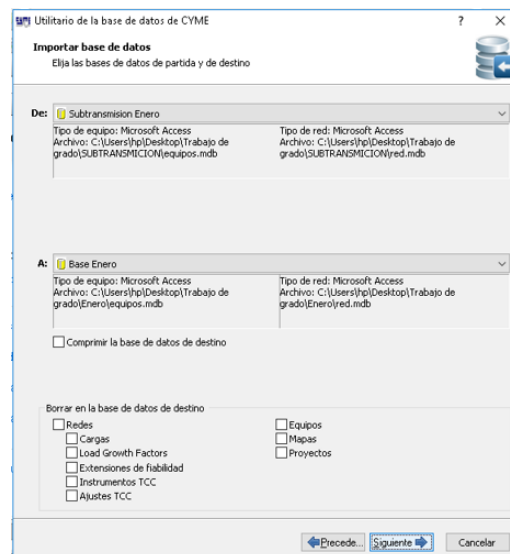 Utilitario de la base de datos de CYME
Importar base de datos
Elija las bases de datos de partida y de destino
De: Subtransmision Enero
Tipo de equipo: Microsoft Access
Archivo: C:\Users\hp\Desktop\Trabajo de
grado\SUBTRANSMICION\equipos.mdb
Tipo de red: Microsoft Access
Archivo: C:\Users\hp\Desktop\Trabajo de
grado\SUBTRANSMICION\red.mdb
A: Base Enero
Tipo de equipo: Microsoft Access
Archivo: C:\Users\hp\Desktop\Trabajo de
grado\Enero\equipos.mdb
Tipo de red: Microsoft Access
Archivo: C:\Users\hp\Desktop\Trabajo de
grado\Enero\red.mdb
Comprimir la base de datos de destino
Borrar en la base de datos de destino
Redes
Cargas
Load Growth Factors
Extensiones de fiabilidad
Instrumentos TCC
Ajustes TCC
Equipos
Mapas
Proyectos
Precede... Siguiente Cancelar